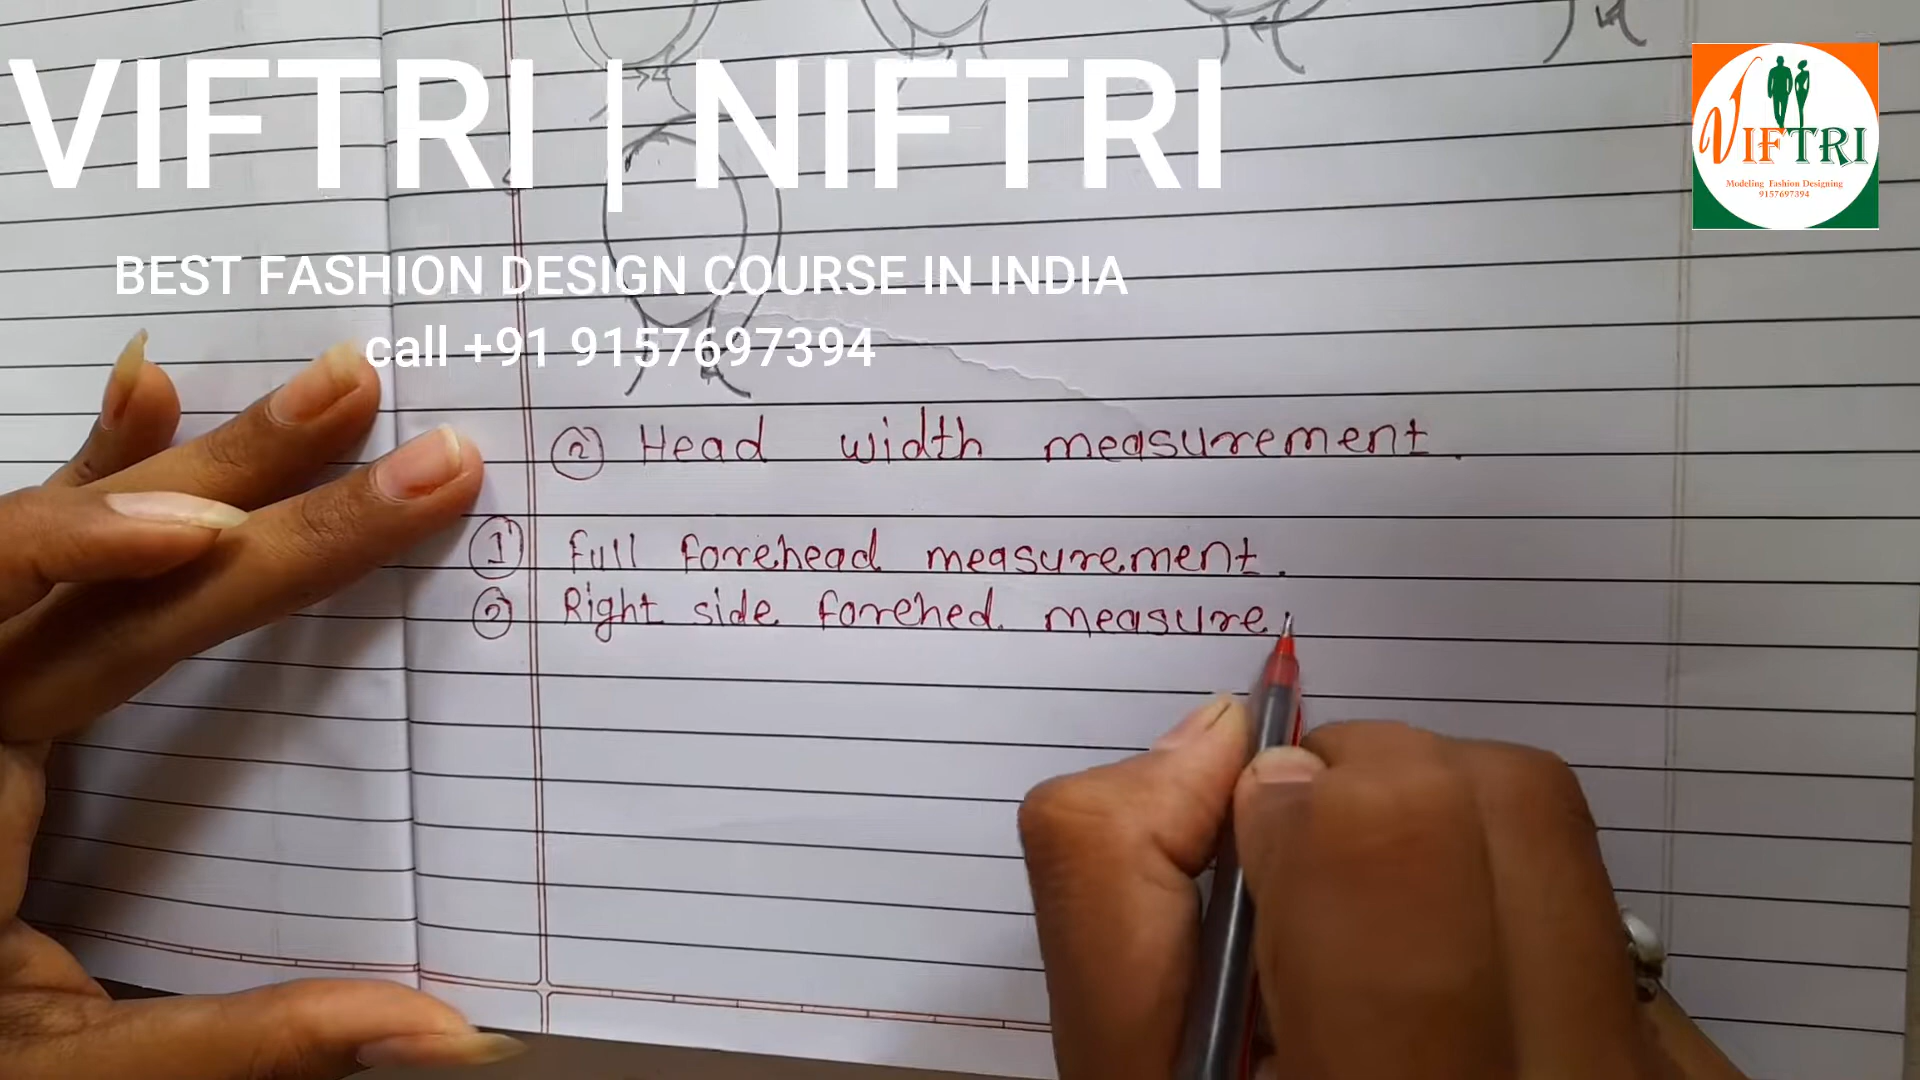 VIFTRI | NIFTRI
VIFTRI
Modeling Fashion Designing
9157697394
BEST FASHION DESIGN COURSE IN INDIA
call +91 9157697394
② Head width measurement.
① Full forehead measurement.
② Right side forehed measure